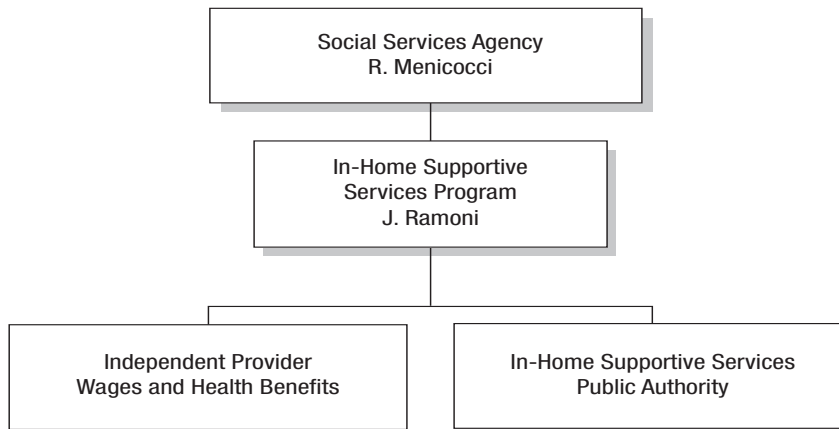 Social Services Agency
R. Menicocci
In-Home Supportive
Services Program
J. Ramoni
Independent Provider
Wages and Health Benefits
In-Home Supportive Services
Public Authority